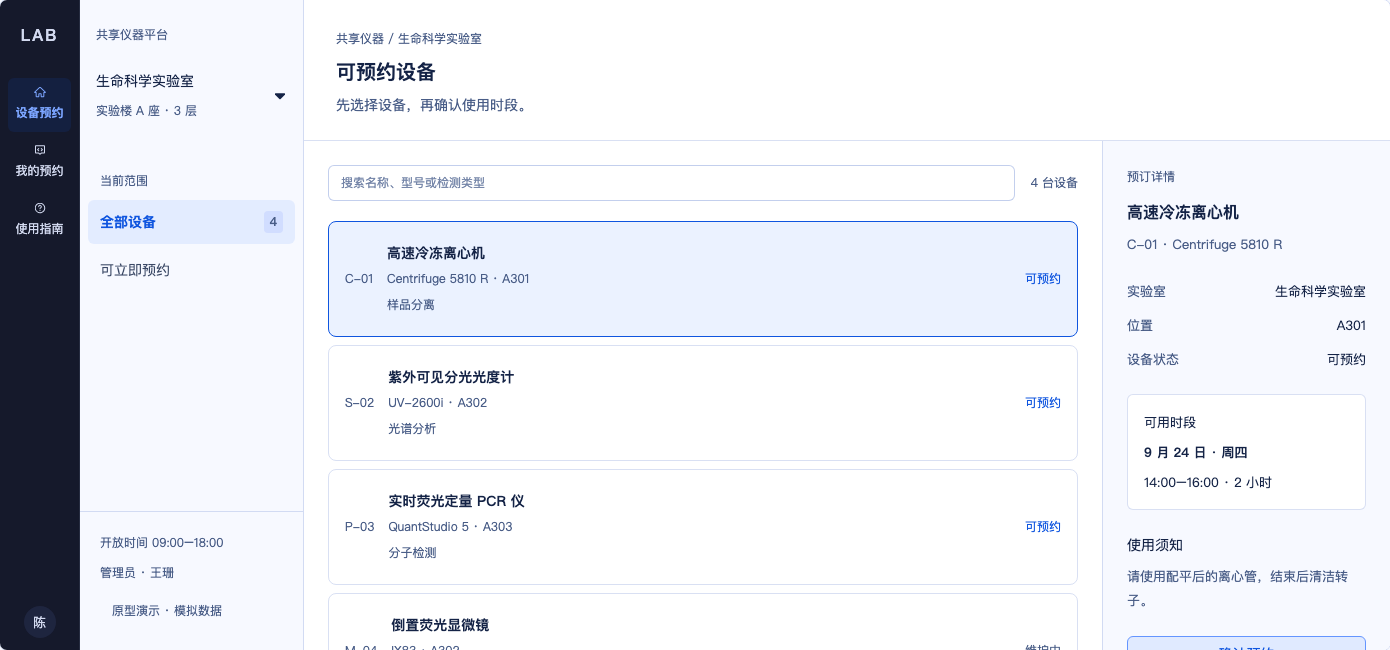 LAB
设备预约
我的预约
使用指南
陈
共享仪器平台
生命科学实验室
实验楼 A 座 · 3 层
当前范围
全部设备 4
可立即预约
开放时间 09:00—18:00
管理员 · 王珊
原型演示 · 模拟数据
共享仪器 / 生命科学实验室
可预约设备
先选择设备，再确认使用时段。
搜索名称、型号或检测类型
4 台设备
高速冷冻离心机
C-01 Centrifuge 5810 R · A301 可预约
样品分离
紫外可见分光光度计
S-02 UV-2600i · A302 可预约
光谱分析
实时荧光定量 PCR 仪
P-03 QuantStudio 5 · A303 可预约
分子检测
倒置荧光显微镜
预订详情
高速冷冻离心机
C-01 · Centrifuge 5810 R
实验室 生命科学实验室
位置 A301
设备状态 可预约
可用时段
9 月 24 日 · 周四
14:00—16:00 · 2 小时
使用须知
请使用配平后的离心管，结束后清洁转
子。